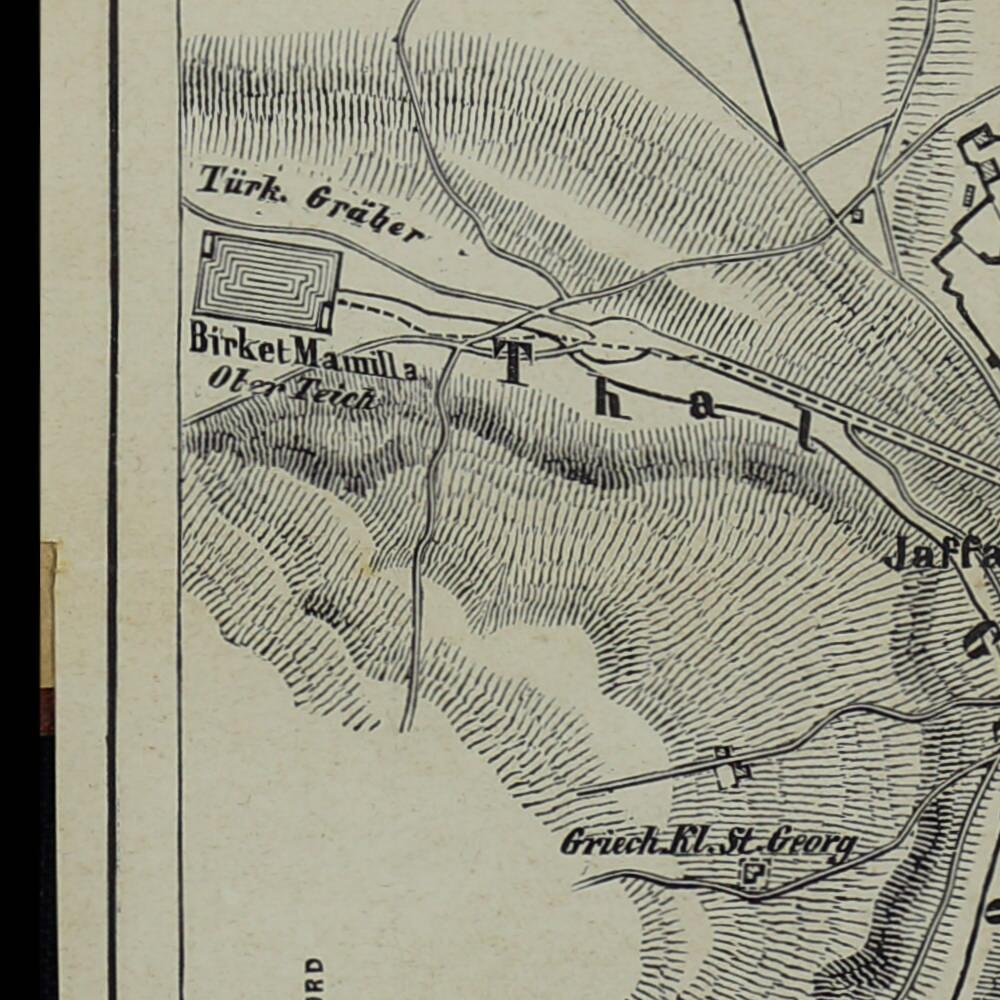 Türk. Gräber
Birket Mamilla
Ober Teich
Thal
Jaffa
Griech. Kl. St. Georg